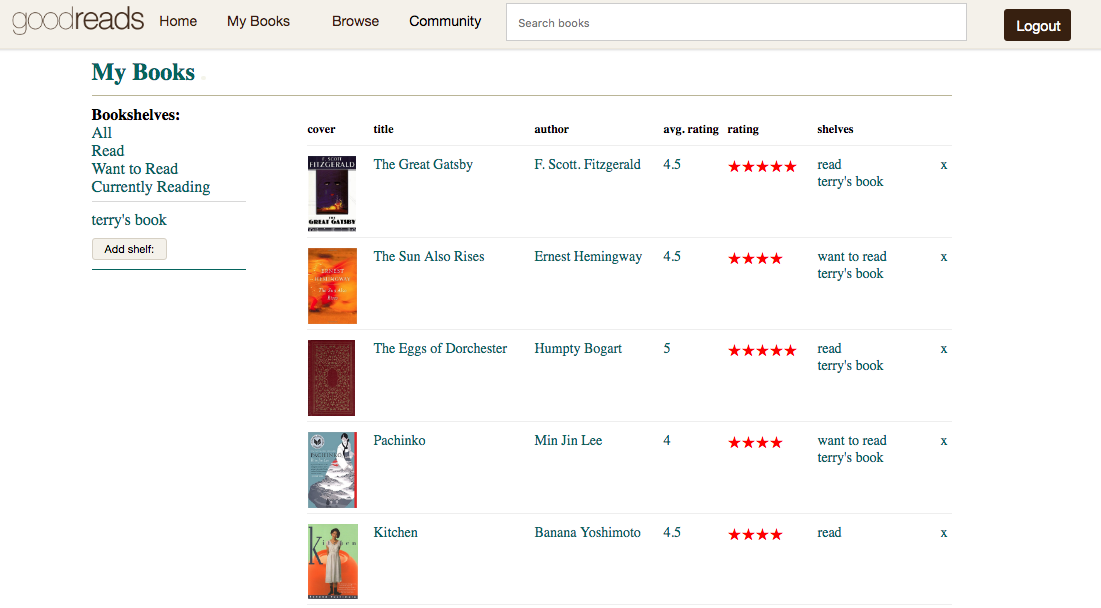 goodreads Home My Books Browse Community Search books Logout
My Books
Bookshelves:
All
Read
Want to Read
Currently Reading
terry's book
Add shelf:
cover title author avg. rating rating shelves
F. SCOTT
FITZGERALD
THE
GREAT GATSBY
The Great Gatsby F. Scott. Fitzgerald 4.5 ★★★★★ read x
terry's book
ERNEST
HEMINGWAY
The Sun Also Rises Ernest Hemingway 4.5 ★★★★ want to read x
terry's book
The Eggs of Dorchester Humpty Bogart 5 ★★★★★ read x
terry's book
PACHINKO
Pachinko Min Jin Lee 4 ★★★★ want to read x
terry's book
kitchen
Kitchen Banana Yoshimoto 4.5 ★★★★ read x